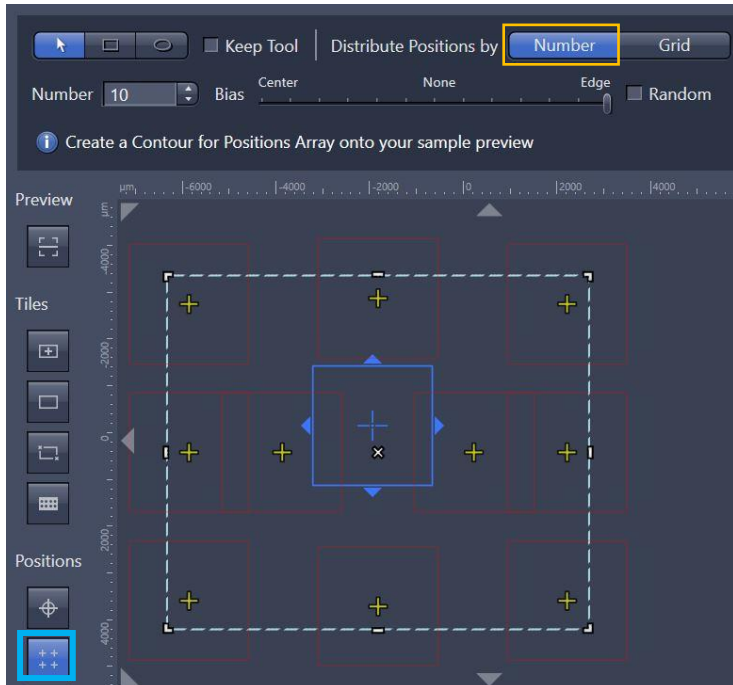 Keep Tool Distribute Positions by Number Grid
Number 10 Bias Center None Edge Random
Create a Contour for Positions Array onto your sample preview
Preview
µm -6000 -4000 -2000 0 2000 4000
µm
-4000
-2000
0
2000
4000
Tiles
Positions